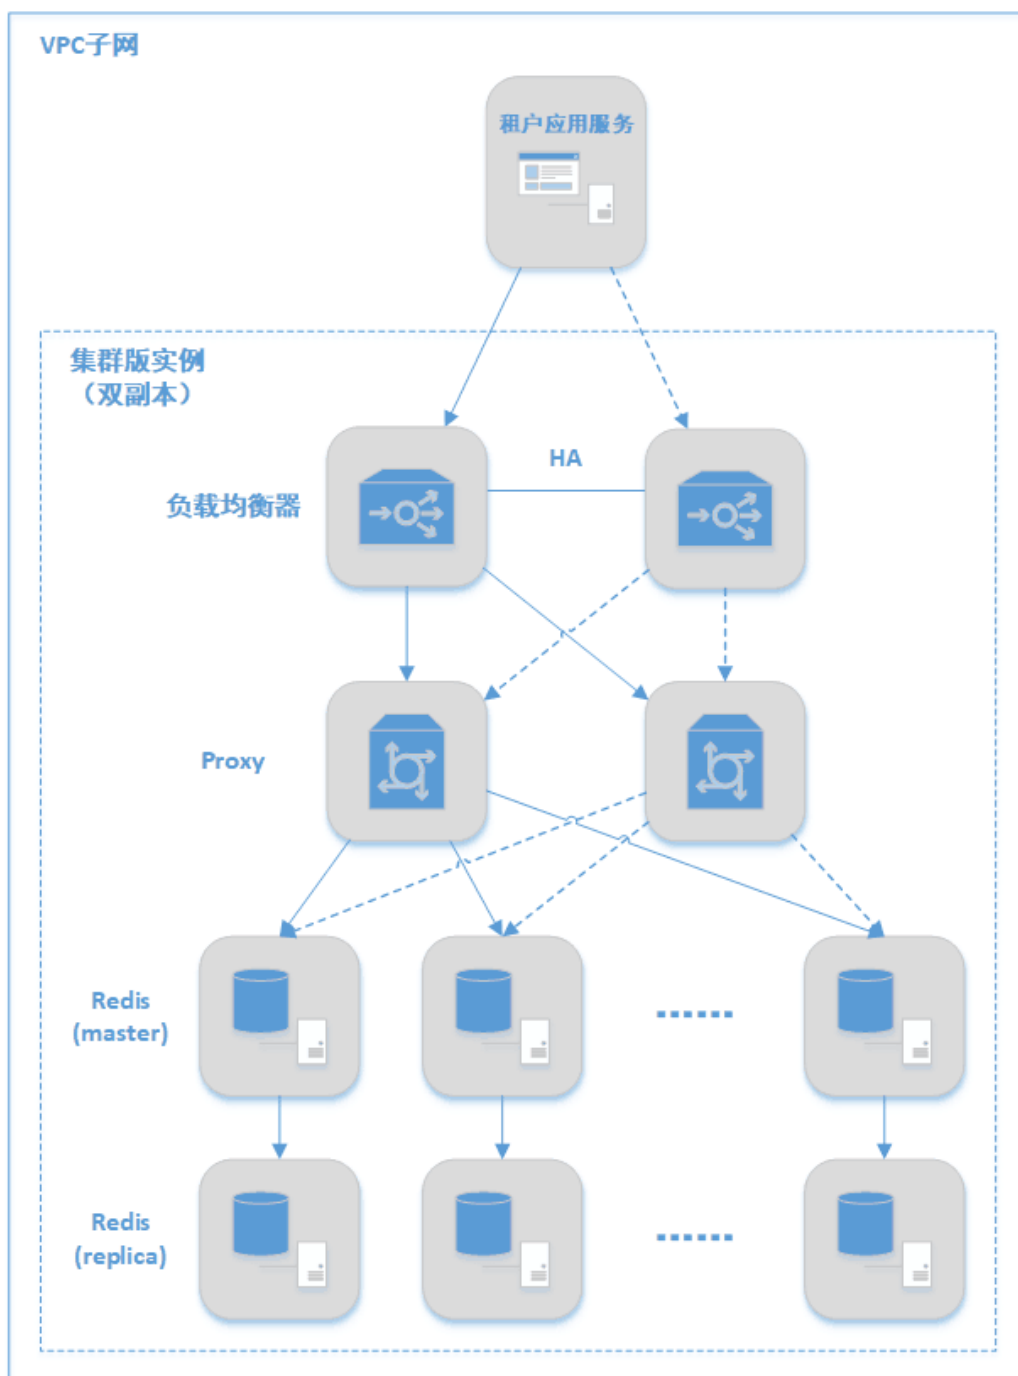 VPC子网
租户应用服务
集群版实例
（双副本）
HA
负载均衡器
Proxy
Redis
(master)
......
Redis
(replica)
......